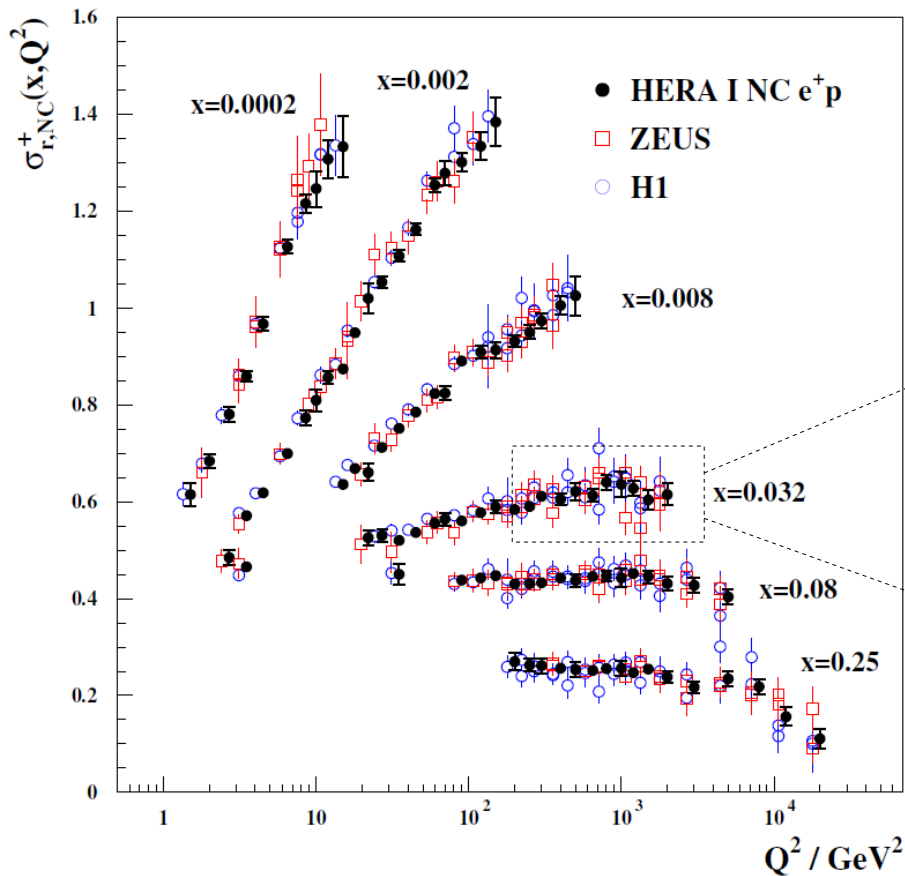 σ⁺r,NC(x,Q²)
1.6
1.4
1.2
1
0.8
0.6
0.4
0.2
0
x=0.0002
x=0.002
HERA I NC e⁺p
ZEUS
H1
x=0.008
x=0.032
x=0.08
x=0.25
1 10 10² 10³ 10⁴
Q² / GeV²